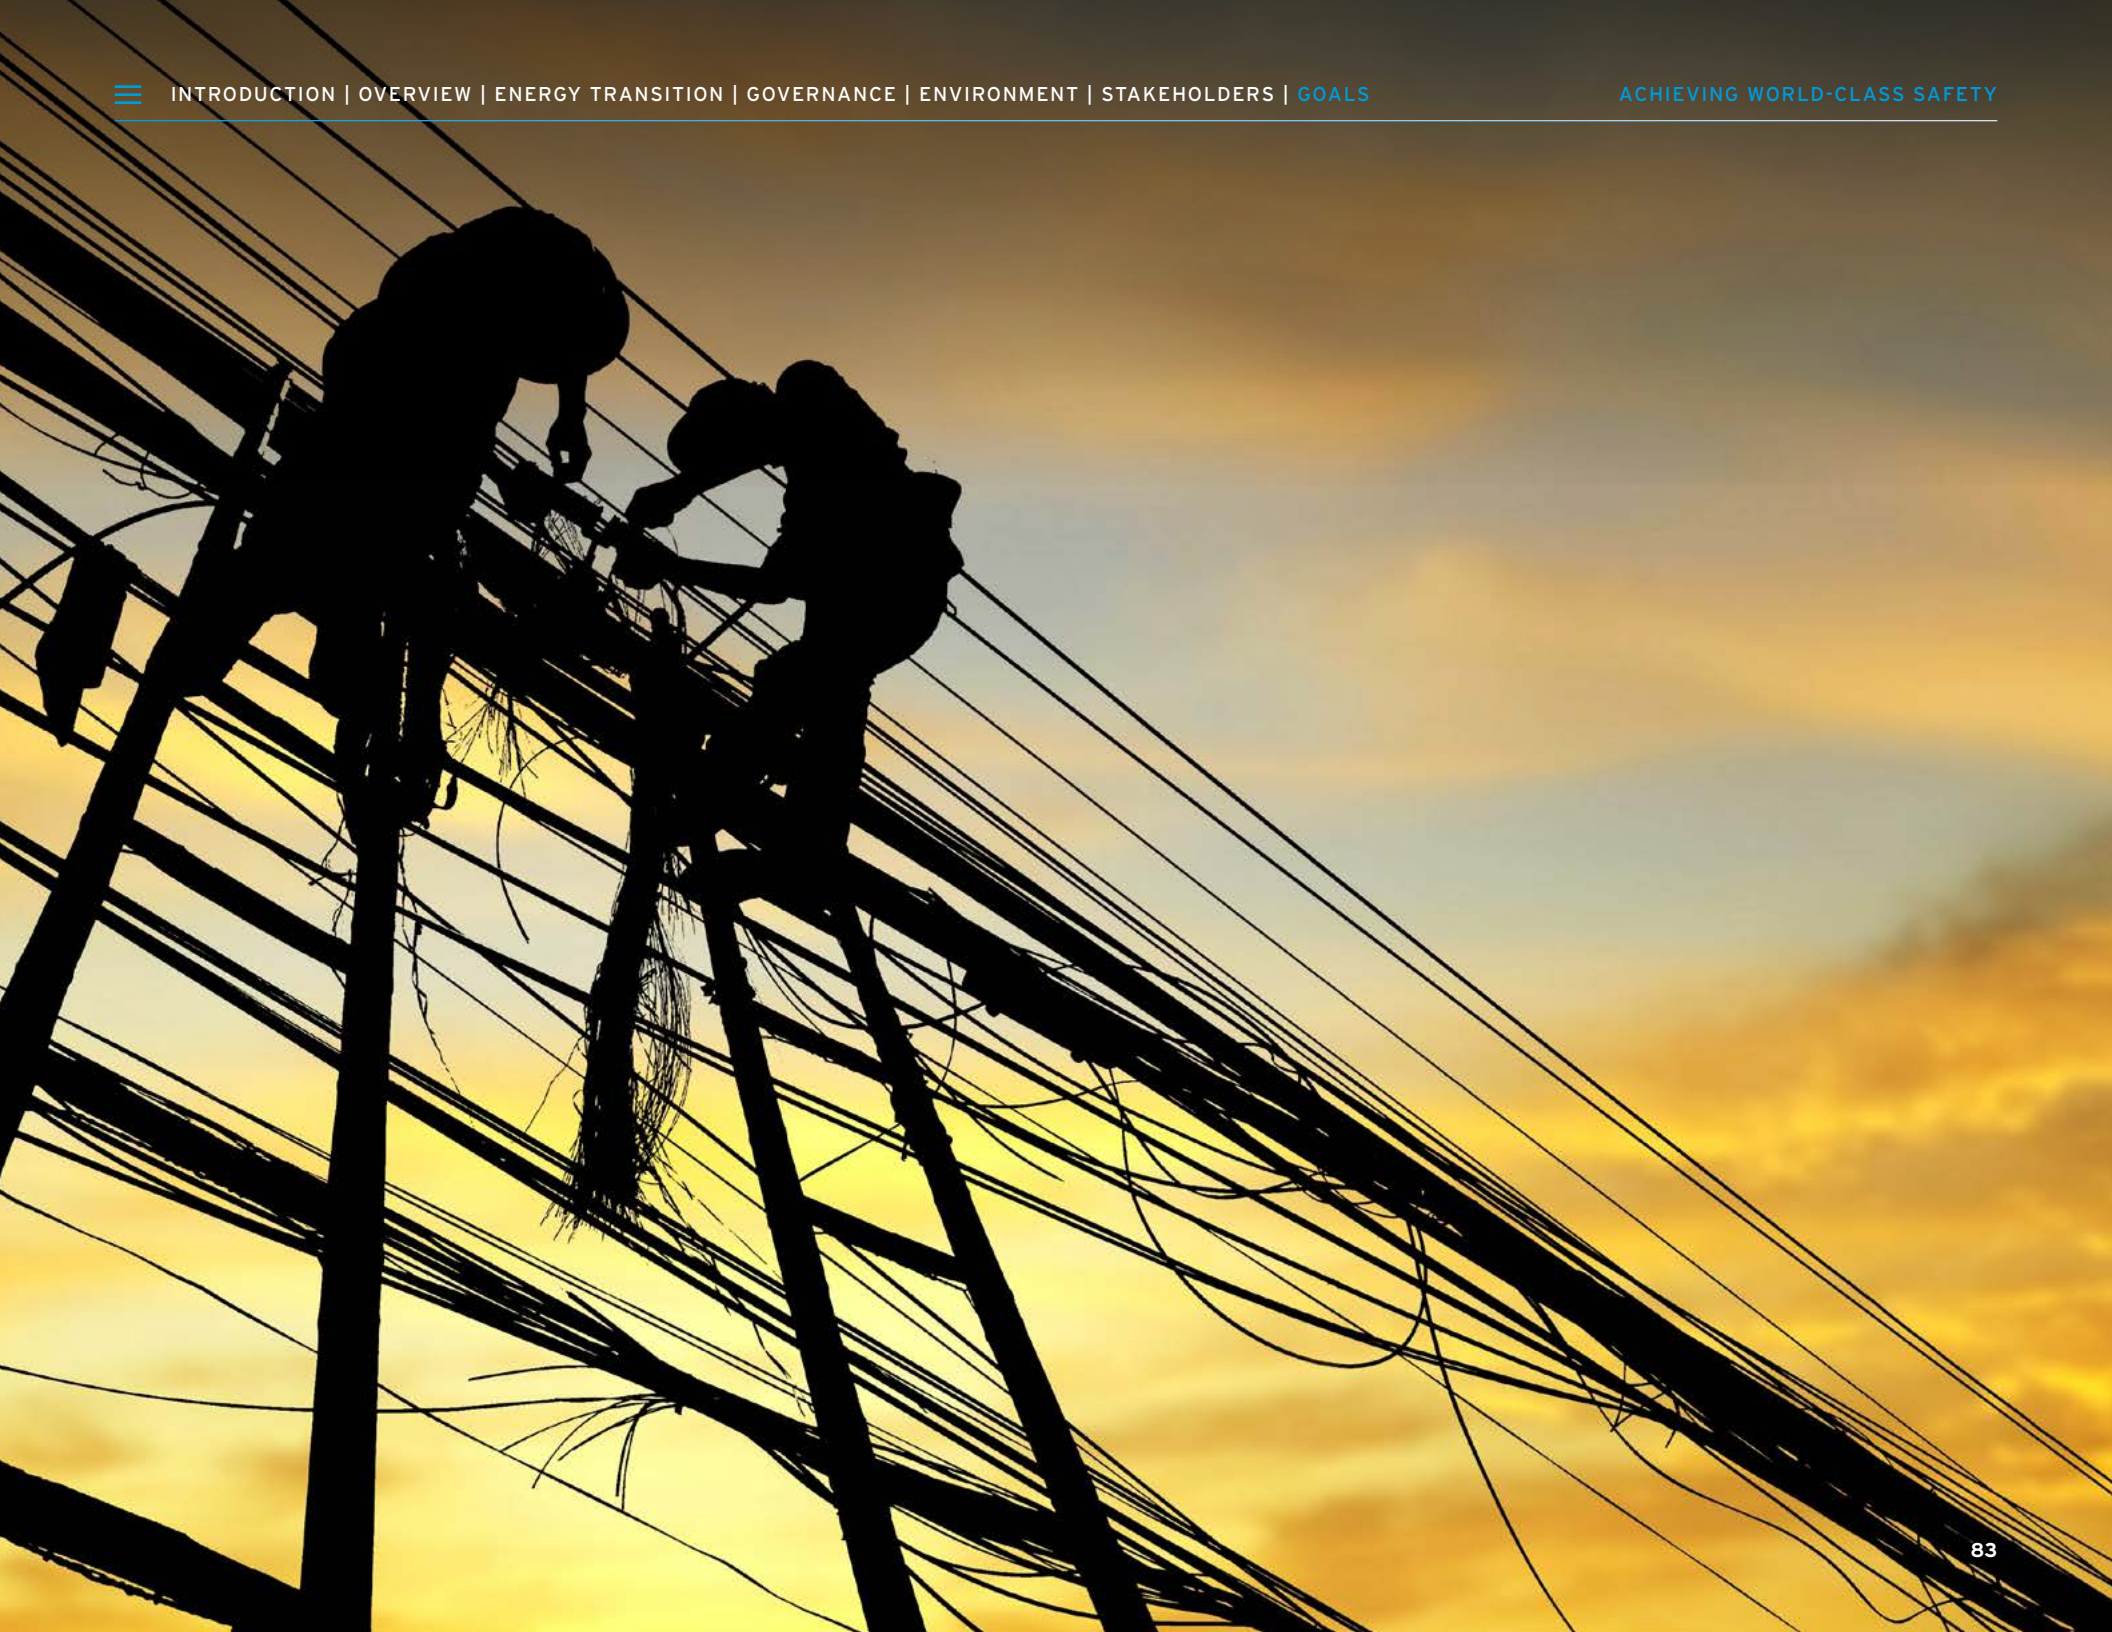 INTRODUCTION | OVERVIEW | ENERGY TRANSITION | GOVERNANCE | ENVIRONMENT | STAKEHOLDERS | GOALS
ACHIEVING WORLD-CLASS SAFETY
83